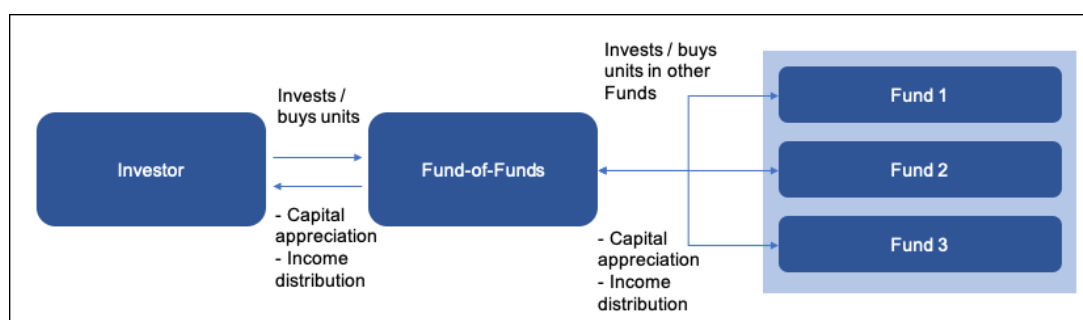 Invests / buys
units in other
Funds
Invests /
buys units
Investor
Fund-of-Funds
Fund 1
Fund 2
Fund 3
- Capital
appreciation
- Income
distribution
- Capital
appreciation
- Income
distribution